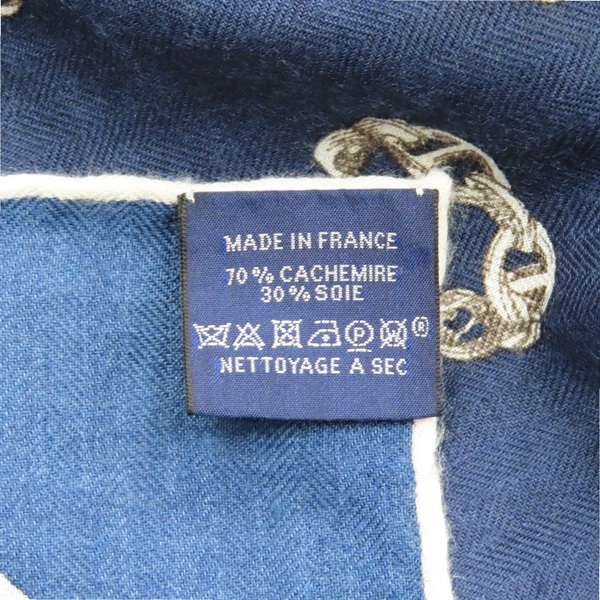 MADE IN FRANCE
70 % CACHEMIRE
30 % SOIE
P W ®
NETTOYAGE A SEC